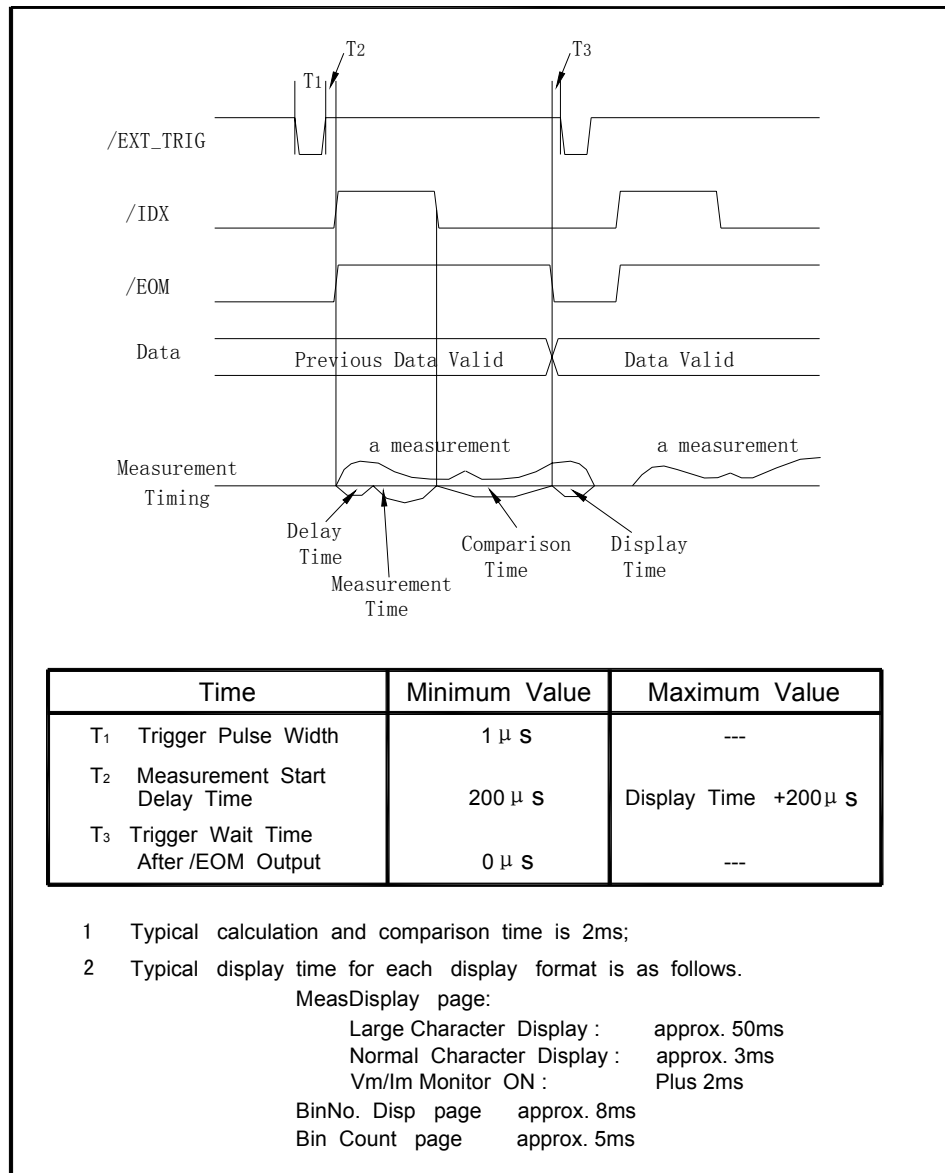 T2
T3
T1
/EXT_TRIG
/IDX
/EOM
Data
Previous Data Valid
Data Valid
a measurement
a measurement
Measurement
Timing
Delay
Time
Measurement
Time
Comparison
Time
Display
Time
Time Minimum Value Maximum Value
T1 Trigger Pulse Width 1 μ s ---
T2 Measurement Start
Delay Time 200 μ s Display Time +200μ s
T3 Trigger Wait Time
After /EOM Output 0 μ s ---
1 Typical calculation and comparison time is 2ms;
2 Typical display time for each display format is as follows.
MeasDisplay page:
Large Character Display : approx. 50ms
Normal Character Display : approx. 3ms
Vm/Im Monitor ON : Plus 2ms
BinNo. Disp page approx. 8ms
Bin Count page approx. 5ms